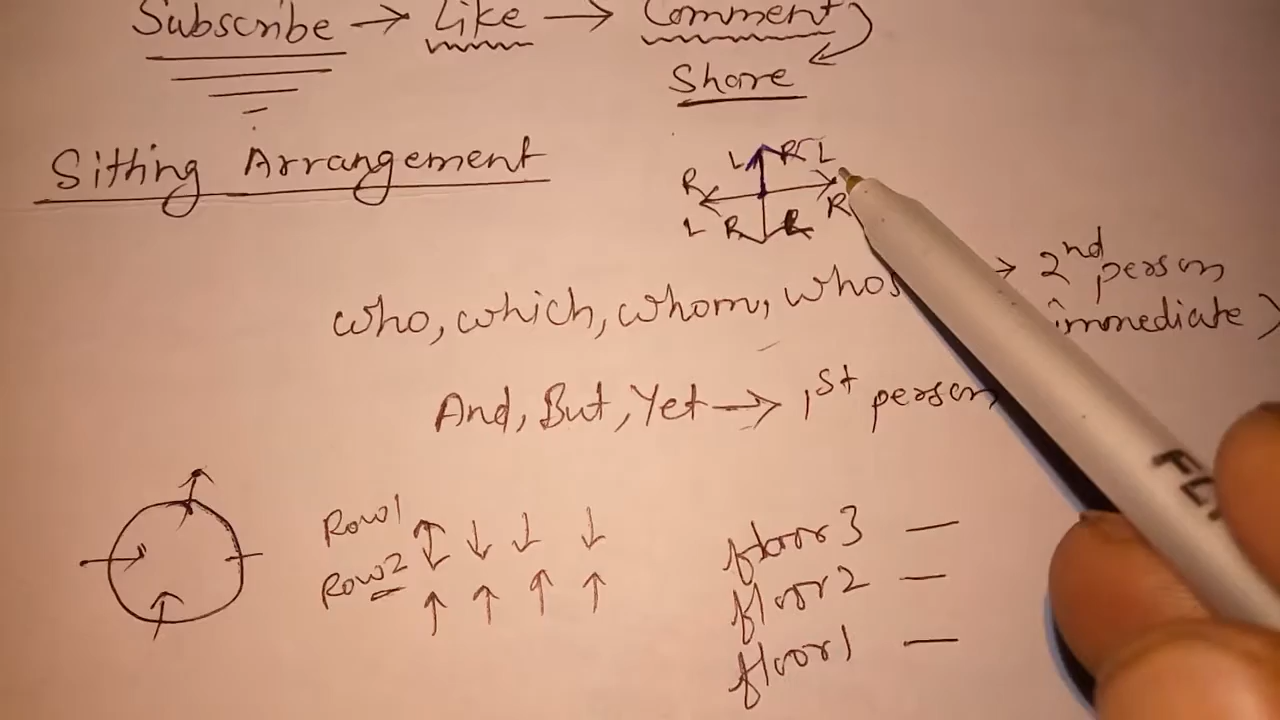 Subscribe → Like → Comment
Share
Sitting Arrangement
L R L
R R
L R L
who, which, whom, whos → 2nd person
immediate)
And, But, Yet → 1st person
Row1
Row2
floor 3 —
floor 2 —
floor 1 —